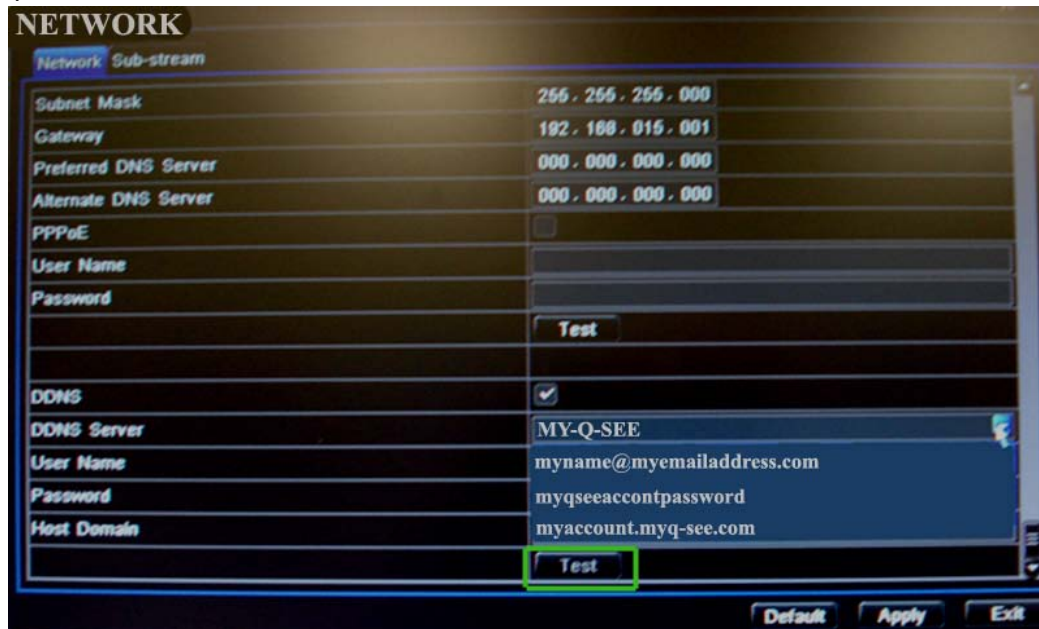 NETWORK
Network Sub-stream
Subnet Mask 255 . 255 . 255 . 000
Gateway 192 . 168 . 015 . 001
Preferred DNS Server 000 . 000 . 000 . 000
Alternate DNS Server 000 . 000 . 000 . 000
PPPoE
User Name
Password
Test
DDNS
DDNS Server MY-Q-SEE
User Name myname@myemailaddress.com
Password myqseeaccontpassword
Host Domain myaccount.myq-see.com
Test
Default Apply Exit